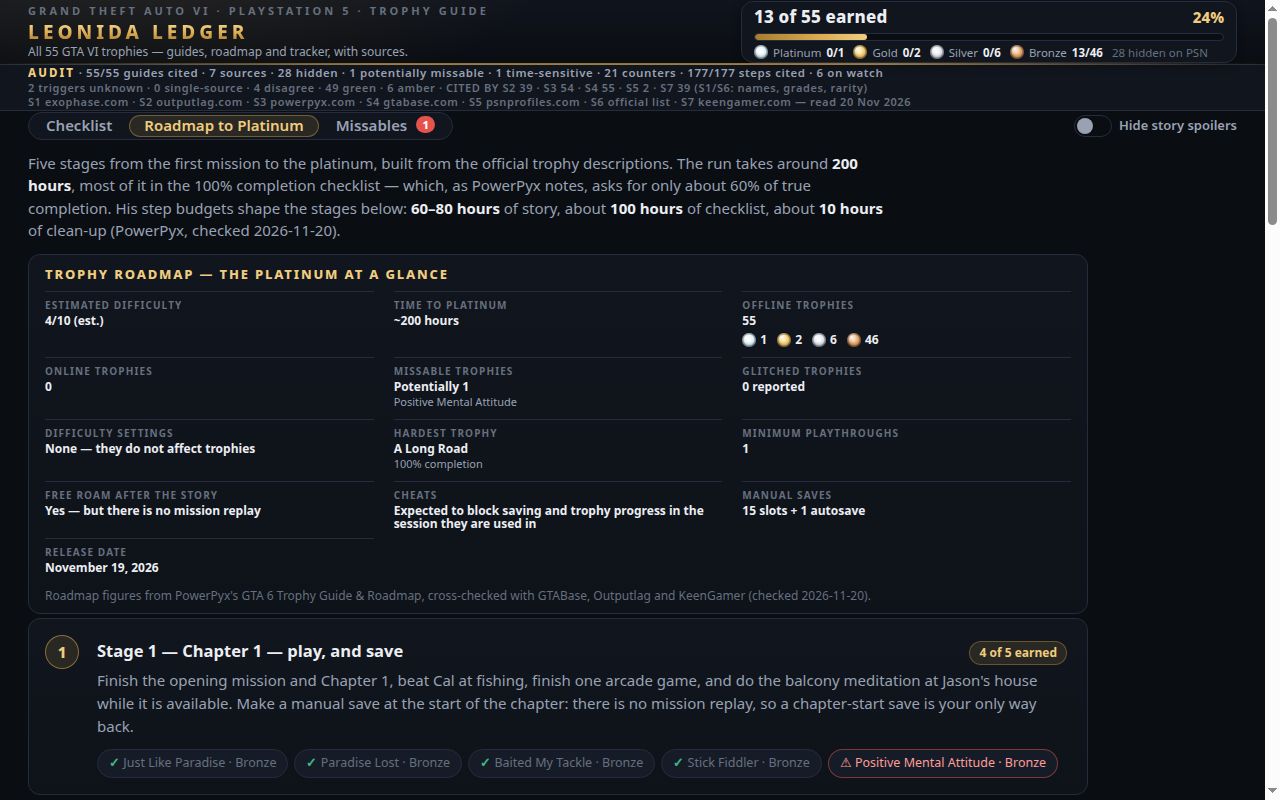 GRAND THEFT AUTO VI · PLAYSTATION 5 · TROPHY GUIDE
LEONIDA LEDGER
All 55 GTA VI trophies — guides, roadmap and tracker, with sources.
13 of 55 earned
24%
Platinum 0/1 Gold 0/2 Silver 0/6 Bronze 13/46 28 hidden on PSN
AUDIT · 55/55 guides cited · 7 sources · 28 hidden · 1 potentially missable · 1 time-sensitive · 21 counters · 177/177 steps cited · 6 on watch
2 triggers unknown · 0 single-source · 4 disagree · 49 green · 6 amber · CITED BY S2 39 · S3 54 · S4 55 · S5 2 · S7 39 (S1/S6: names, grades, rarity)
S1 exophase.com · S2 outputlag.com · S3 powerpyx.com · S4 gtabase.com · S5 psnprofiles.com · S6 official list · S7 keengamer.com — read 20 Nov 2026
Checklist
Roadmap to Platinum
Missables 1
Hide story spoilers
Five stages from the first mission to the platinum, built from the official trophy descriptions. The run takes around 200
hours, most of it in the 100% completion checklist — which, as PowerPyx notes, asks for only about 60% of true
completion. His step budgets shape the stages below: 60–80 hours of story, about 100 hours of checklist, about 10 hours
of clean-up (PowerPyx, checked 2026-11-20).
TROPHY ROADMAP — THE PLATINUM AT A GLANCE
ESTIMATED DIFFICULTY
4/10 (est.)
TIME TO PLATINUM
~200 hours
OFFLINE TROPHIES
55
1 2 6 46
ONLINE TROPHIES
0
MISSABLE TROPHIES
Potentially 1
Positive Mental Attitude
GLITCHED TROPHIES
0 reported
DIFFICULTY SETTINGS
None — they do not affect trophies
HARDEST TROPHY
A Long Road
100% completion
MINIMUM PLAYTHROUGHS
1
FREE ROAM AFTER THE STORY
Yes — but there is no mission replay
CHEATS
Expected to block saving and trophy progress in the
session they are used in
MANUAL SAVES
15 slots + 1 autosave
RELEASE DATE
November 19, 2026
Roadmap figures from PowerPyx's GTA 6 Trophy Guide & Roadmap, cross-checked with GTABase, Outputlag and KeenGamer (checked 2026-11-20).
1
Stage 1 — Chapter 1 — play, and save
4 of 5 earned
Finish the opening mission and Chapter 1, beat Cal at fishing, finish one arcade game, and do the balcony meditation at Jason's house
while it is available. Make a manual save at the start of the chapter: there is no mission replay, so a chapter-start save is your only way
back.
✓ Just Like Paradise · Bronze
✓ Paradise Lost · Bronze
✓ Baited My Tackle · Bronze
✓ Stick Fiddler · Bronze
⚠ Positive Mental Attitude · Bronze